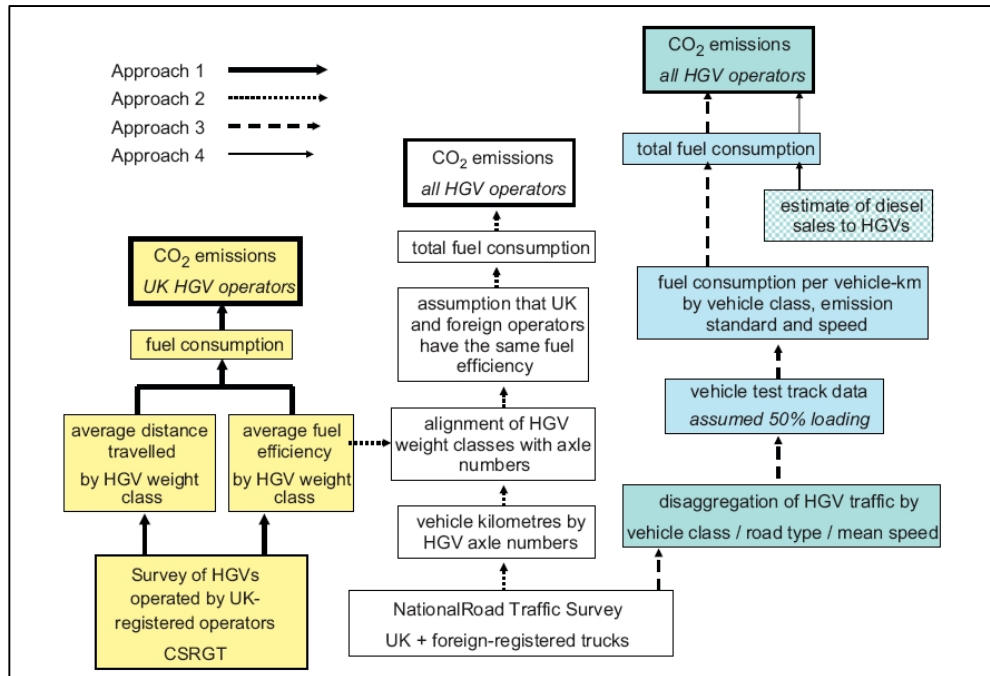 Approach 1
Approach 2
Approach 3
Approach 4
CO2 emissions
UK HGV operators
fuel consumption
average distance
travelled
by HGV weight
class
average fuel
efficiency
by HGV weight
class
Survey of HGVs
operated by UK-
registered operators
CSRGT
CO2 emissions
all HGV operators
total fuel consumption
assumption that UK
and foreign operators
have the same fuel
efficiency
alignment of HGV
weight classes with axle
numbers
vehicle kilometres by
HGV axle numbers
NationalRoad Traffic Survey
UK + foreign-registered trucks
CO2 emissions
all HGV operators
total fuel consumption
estimate of diesel
sales to HGVs
fuel consumption per vehicle-km
by vehicle class, emission
standard and speed
vehicle test track data
assumed 50% loading
disaggregation of HGV traffic by
vehicle class / road type / mean speed